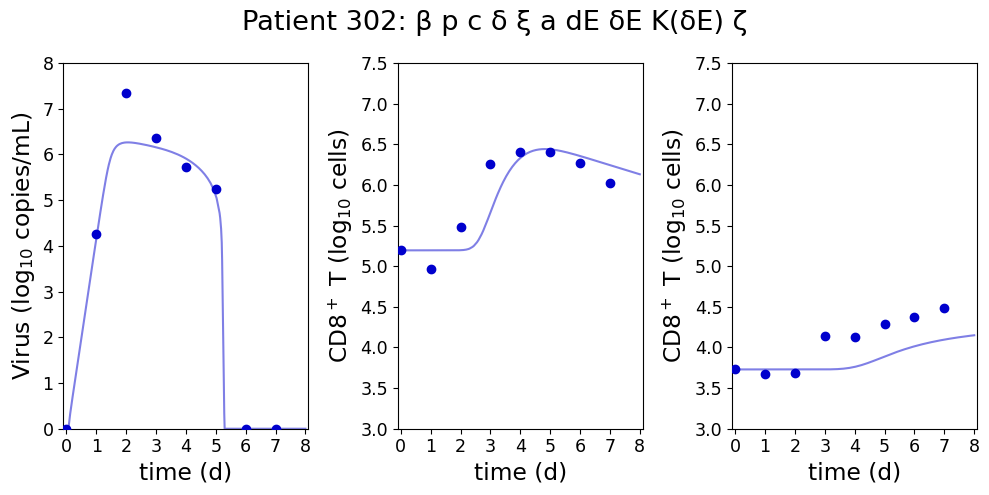 Patient 302: β p c δ ξ a dE δE K(δE) ζ
Virus (log₁₀ copies/mL)
8
7
6
5
4
3
2
1
0
0 1 2 3 4 5 6 7 8
time (d)
CD8⁺ T (log₁₀ cells)
7.5
7.0
6.5
6.0
5.5
5.0
4.5
4.0
3.5
3.0
0 1 2 3 4 5 6 7 8
time (d)
CD8⁺ T (log₁₀ cells)
7.5
7.0
6.5
6.0
5.5
5.0
4.5
4.0
3.5
3.0
0 1 2 3 4 5 6 7 8
time (d)